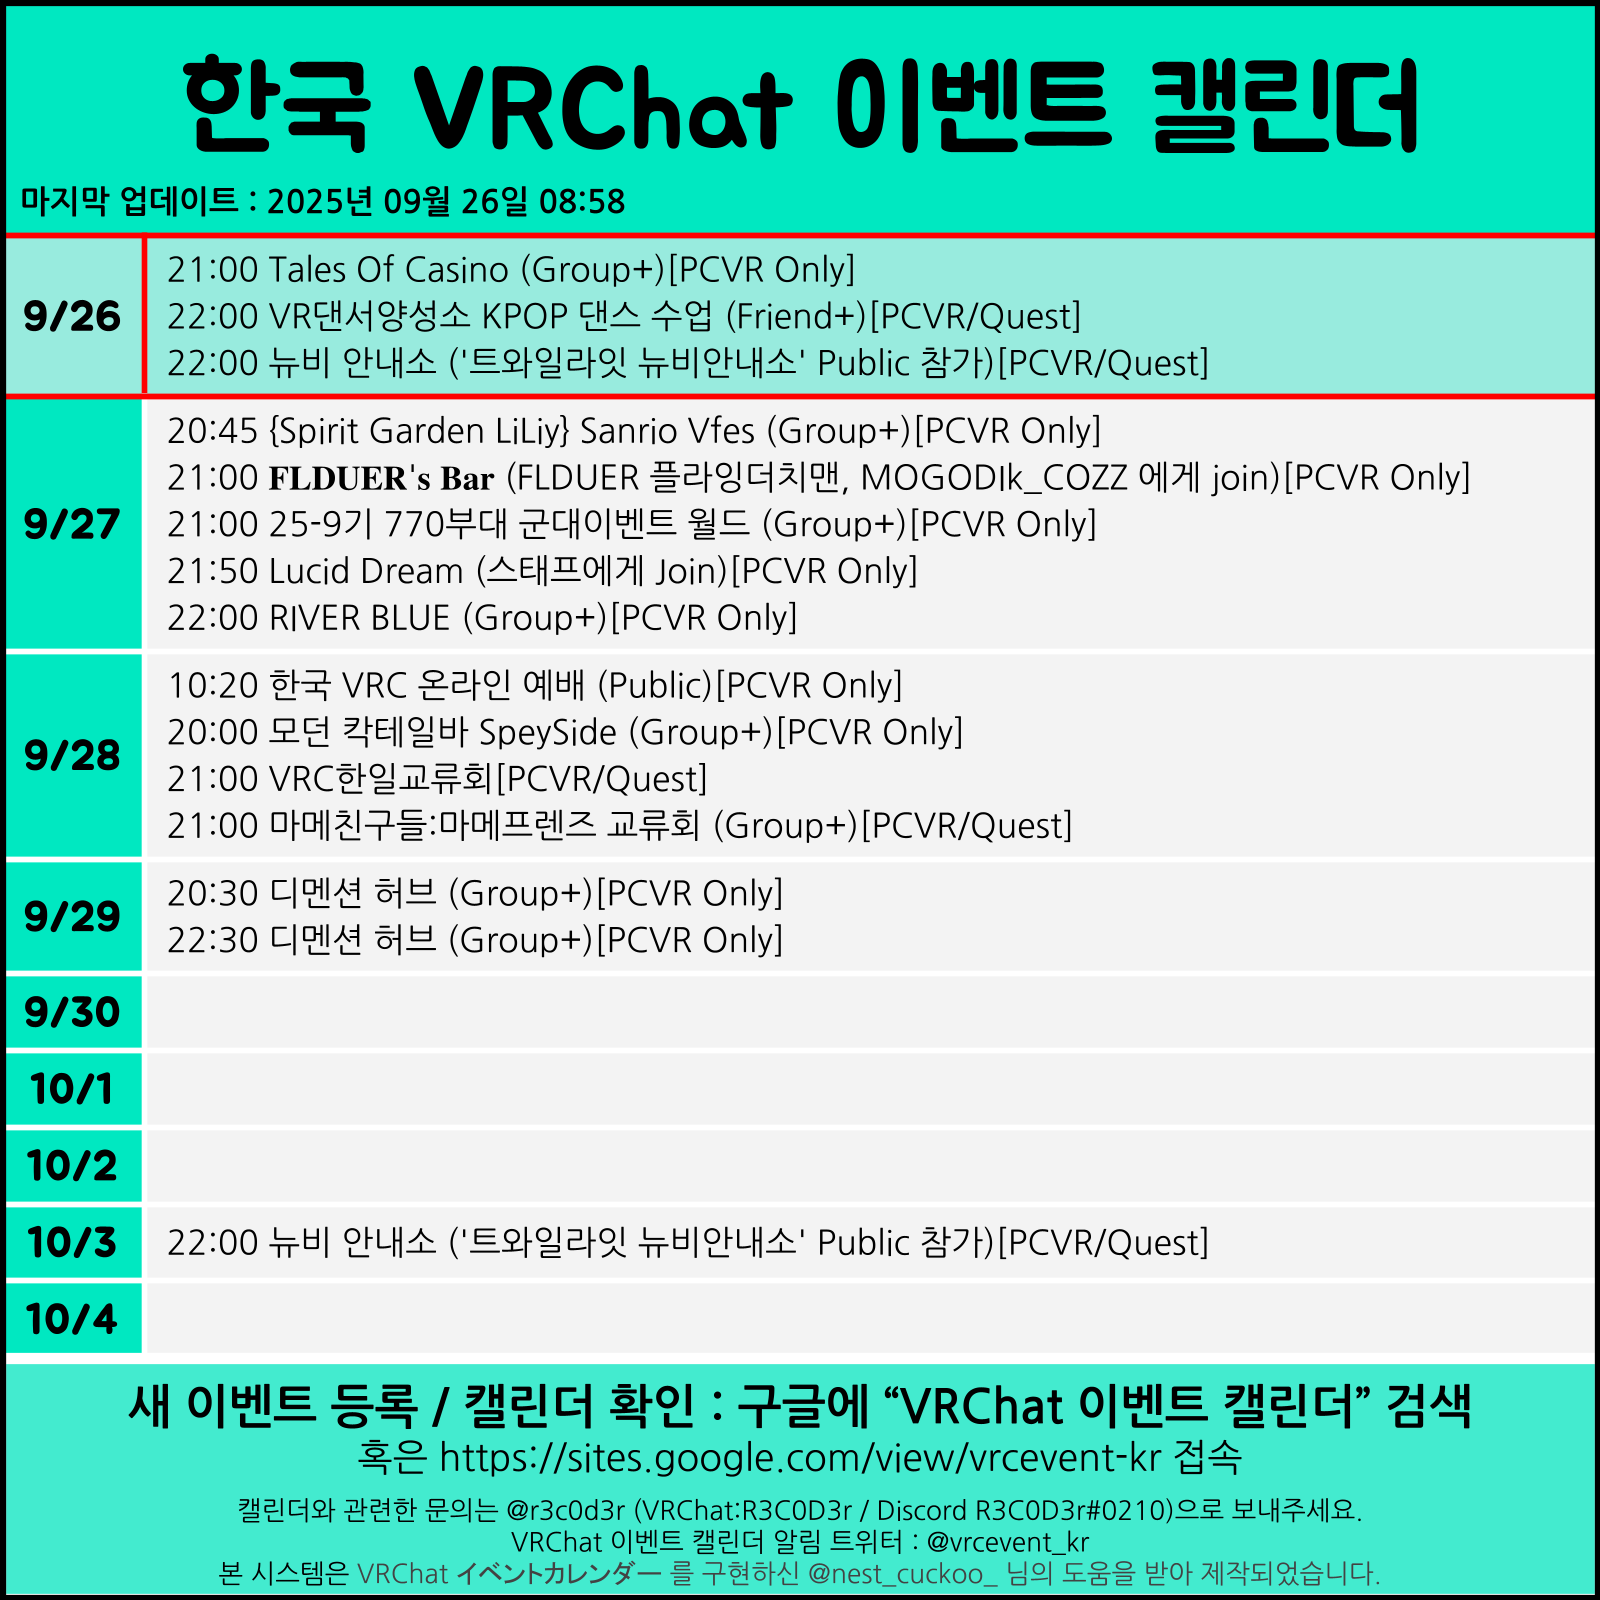 한국 VRChat 이벤트 캘린더
마지막 업데이트 : 2025년 09월 26일 08:58
9/26
21:00 Tales Of Casino (Group+)[PCVR Only]
22:00 VR댄서양성소 KPOP 댄스 수업 (Friend+)[PCVR/Quest]
22:00 뉴비 안내소 ('트와일라잇 뉴비안내소' Public 참가)[PCVR/Quest]
9/27
20:45 {Spirit Garden LiLiy} Sanrio Vfes (Group+)[PCVR Only]
21:00 𝐅𝐋𝐃𝐔𝐄𝐑'𝐬 𝐁𝐚𝐫 (FLDUER 플라잉더치맨, MOGODIk_COZZ 에게 join)[PCVR Only]
21:00 25-9기 770부대 군대이벤트 월드 (Group+)[PCVR Only]
21:50 Lucid Dream (스태프에게 Join)[PCVR Only]
22:00 RIVER BLUE (Group+)[PCVR Only]
9/28
10:20 한국 VRC 온라인 예배 (Public)[PCVR Only]
20:00 모던 칵테일바 SpeySide (Group+)[PCVR Only]
21:00 VRC한일교류회[PCVR/Quest]
21:00 마메친구들:마메프렌즈 교류회 (Group+)[PCVR/Quest]
9/29
20:30 디멘션 허브 (Group+)[PCVR Only]
22:30 디멘션 허브 (Group+)[PCVR Only]
9/30
10/1
10/2
10/3
22:00 뉴비 안내소 ('트와일라잇 뉴비안내소' Public 참가)[PCVR/Quest]
10/4
새 이벤트 등록 / 캘린더 확인 : 구글에 “VRChat 이벤트 캘린더” 검색
혹은 https://sites.google.com/view/vrcevent-kr 접속
캘린더와 관련한 문의는 @r3c0d3r (VRChat:R3C0D3r / Discord R3C0D3r#0210)으로 보내주세요.
VRChat 이벤트 캘린더 알림 트위터 : @vrcevent_kr
본 시스템은 VRChat イベントカレンダー 를 구현하신 @nest_cuckoo_ 님의 도움을 받아 제작되었습니다.